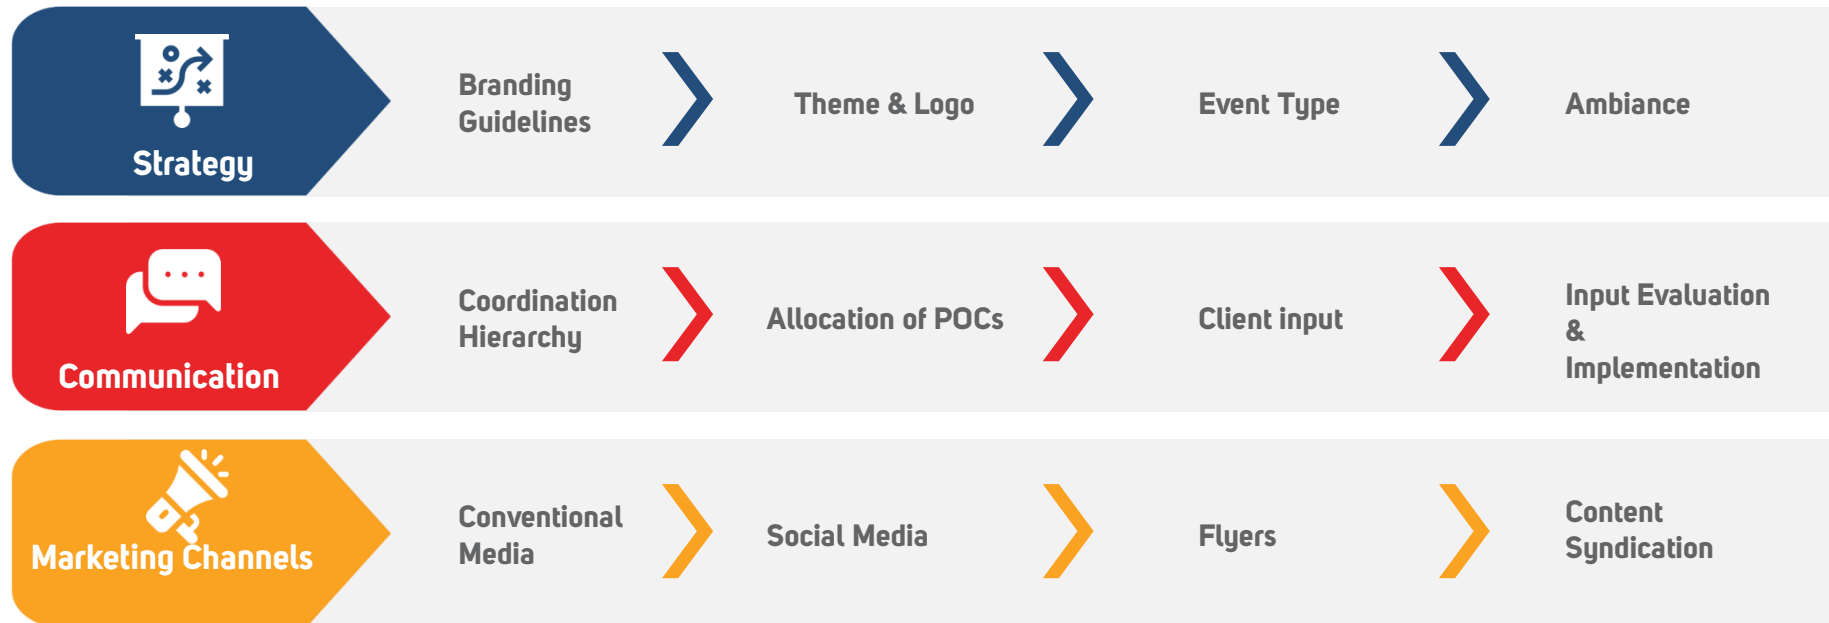 Strategy
Branding
Guidelines
Theme & Logo
Event Type
Ambiance
Communication
Coordination
Hierarchy
Allocation of POCs
Client input
Input Evaluation
&
Implementation
Marketing Channels
Conventional
Media
Social Media
Flyers
Content
Syndication